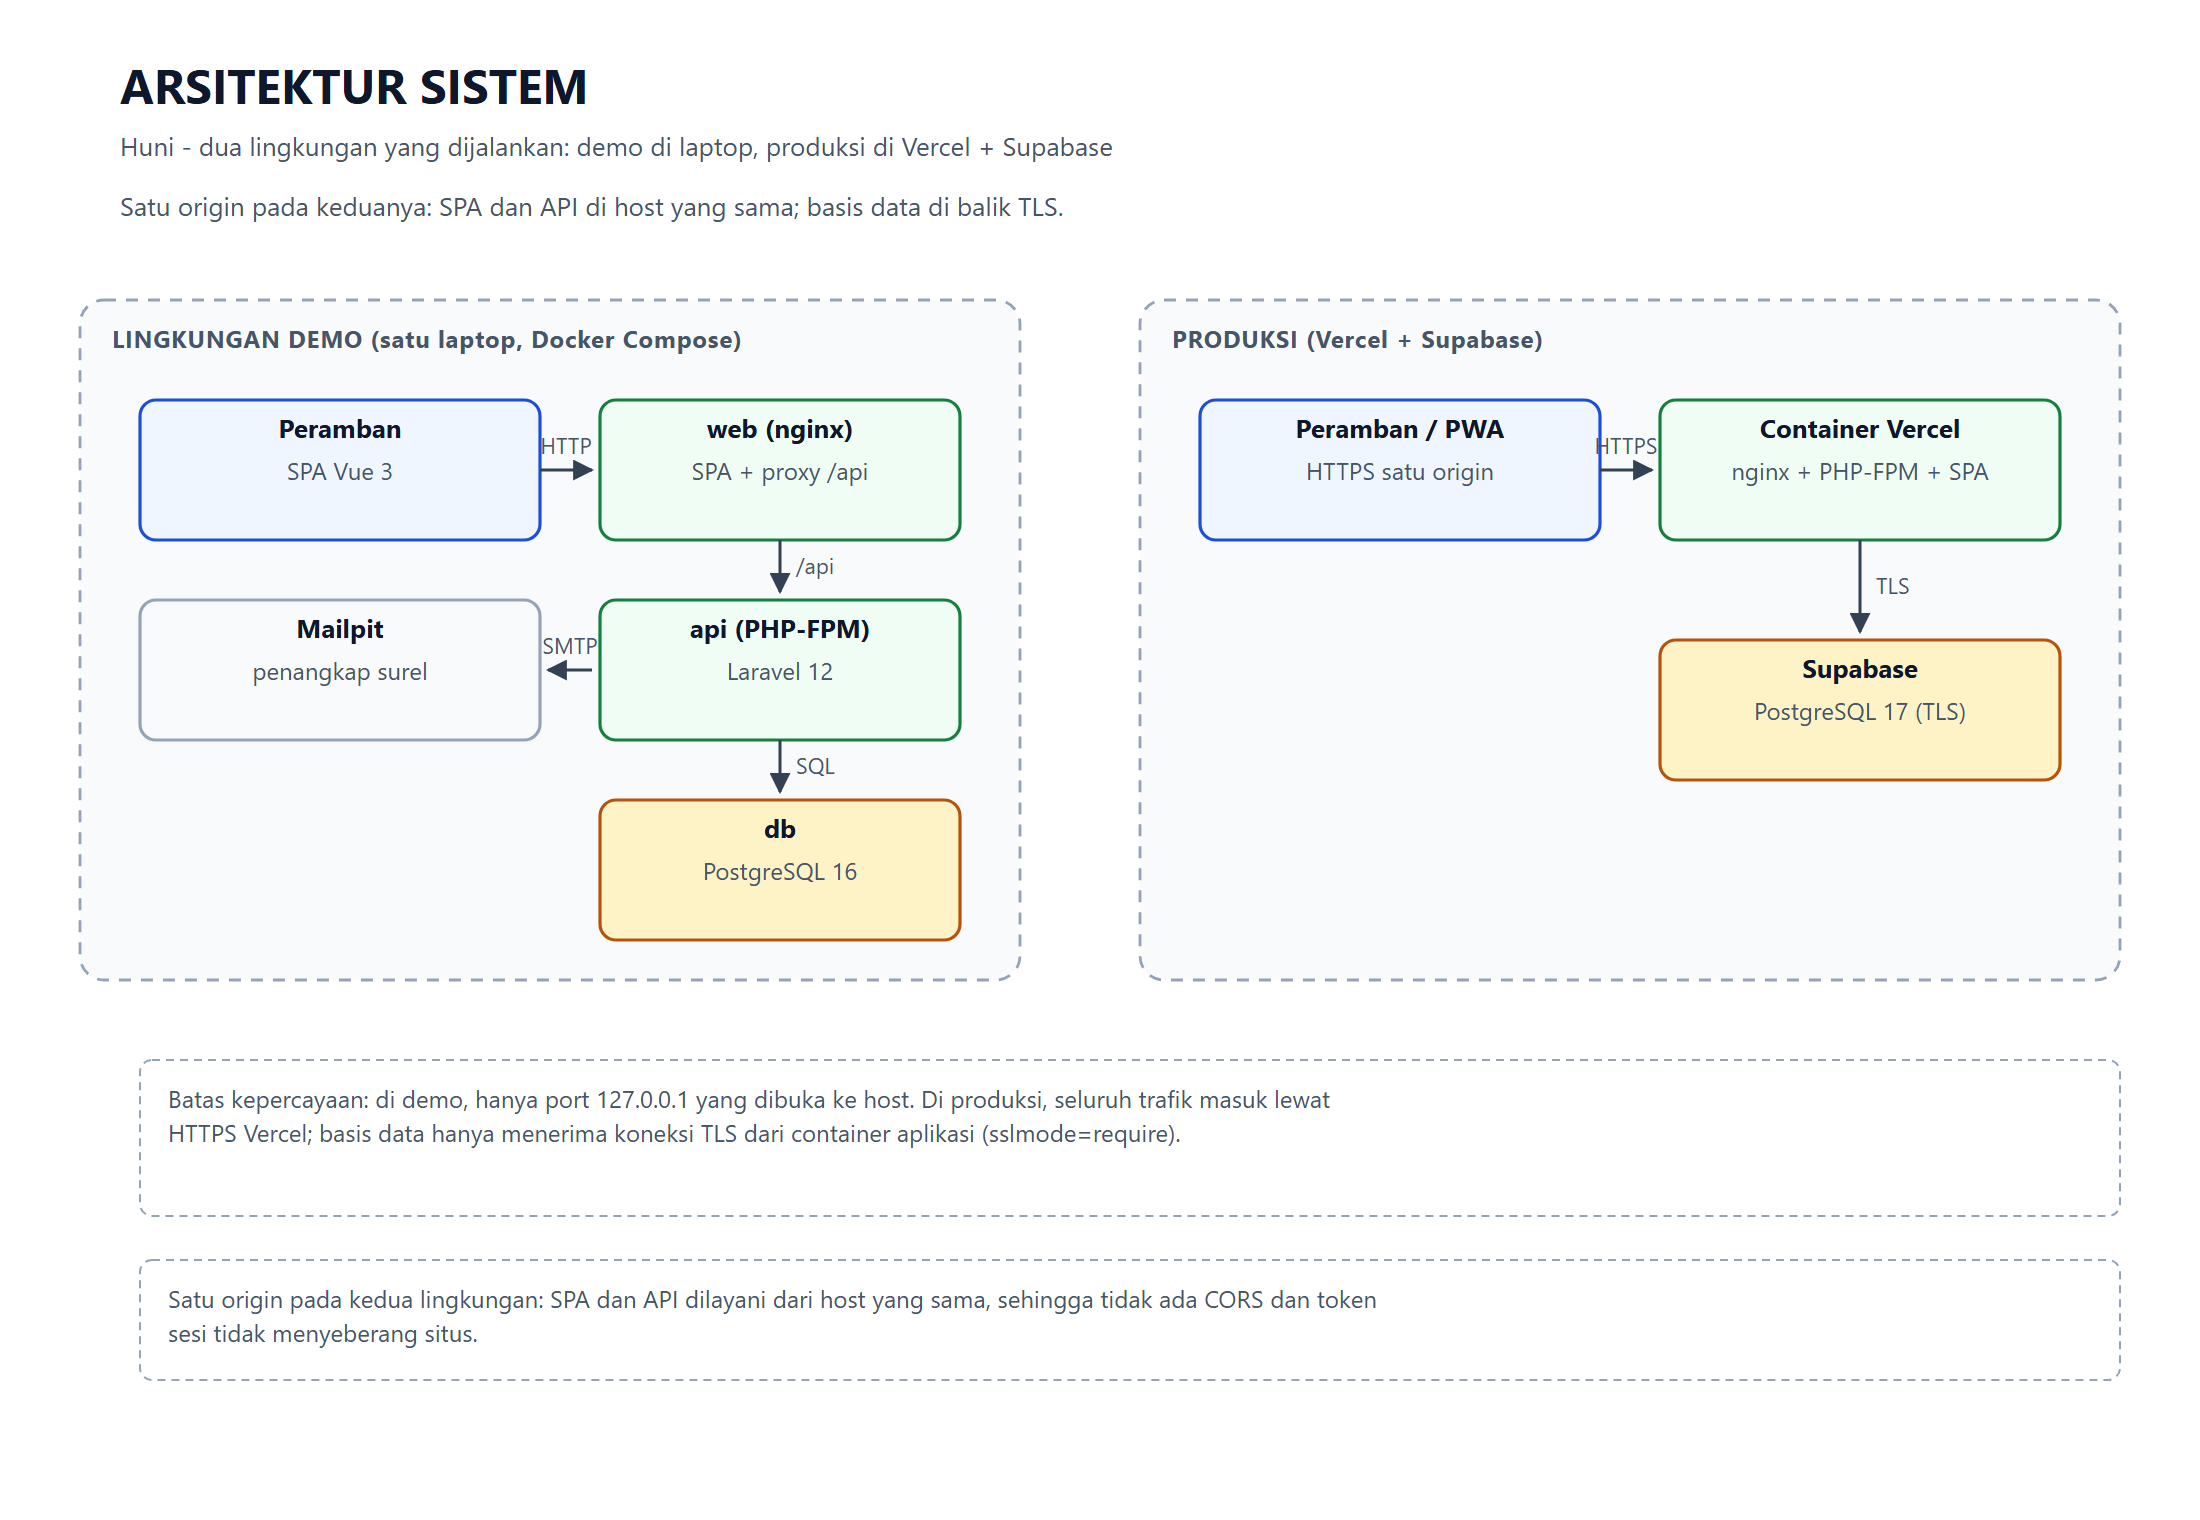 ARSITEKTUR SISTEM
Huni - dua lingkungan yang dijalankan: demo di laptop, produksi di Vercel + Supabase
Satu origin pada keduanya: SPA dan API di host yang sama; basis data di balik TLS.
LINGKUNGAN DEMO (satu laptop, Docker Compose)
Peramban
SPA Vue 3
HTTP
web (nginx)
SPA + proxy /api
/api
Mailpit
penangkap surel
SMTP
api (PHP-FPM)
Laravel 12
SQL
db
PostgreSQL 16
PRODUKSI (Vercel + Supabase)
Peramban / PWA
HTTPS satu origin
HTTPS
Container Vercel
nginx + PHP-FPM + SPA
TLS
Supabase
PostgreSQL 17 (TLS)
Batas kepercayaan: di demo, hanya port 127.0.0.1 yang dibuka ke host. Di produksi, seluruh trafik masuk lewat
HTTPS Vercel; basis data hanya menerima koneksi TLS dari container aplikasi (sslmode=require).
Satu origin pada kedua lingkungan: SPA dan API dilayani dari host yang sama, sehingga tidak ada CORS dan token
sesi tidak menyeberang situs.